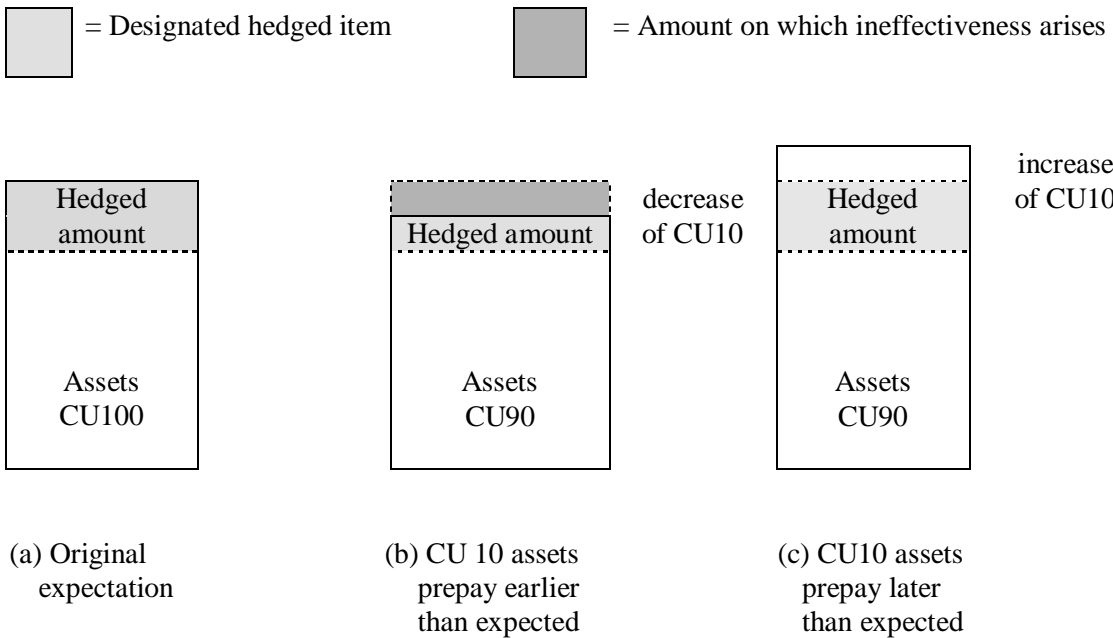 = Designated hedged item
= Amount on which ineffectiveness arises
Hedged
amount
Assets
CU100
Hedged amount
decrease
of CU10
Assets
CU90
Hedged
amount
increase
of CU10
Assets
CU90
(a) Original
expectation
(b) CU 10 assets
prepay earlier
than expected
(c) CU10 assets
prepay later
than expected